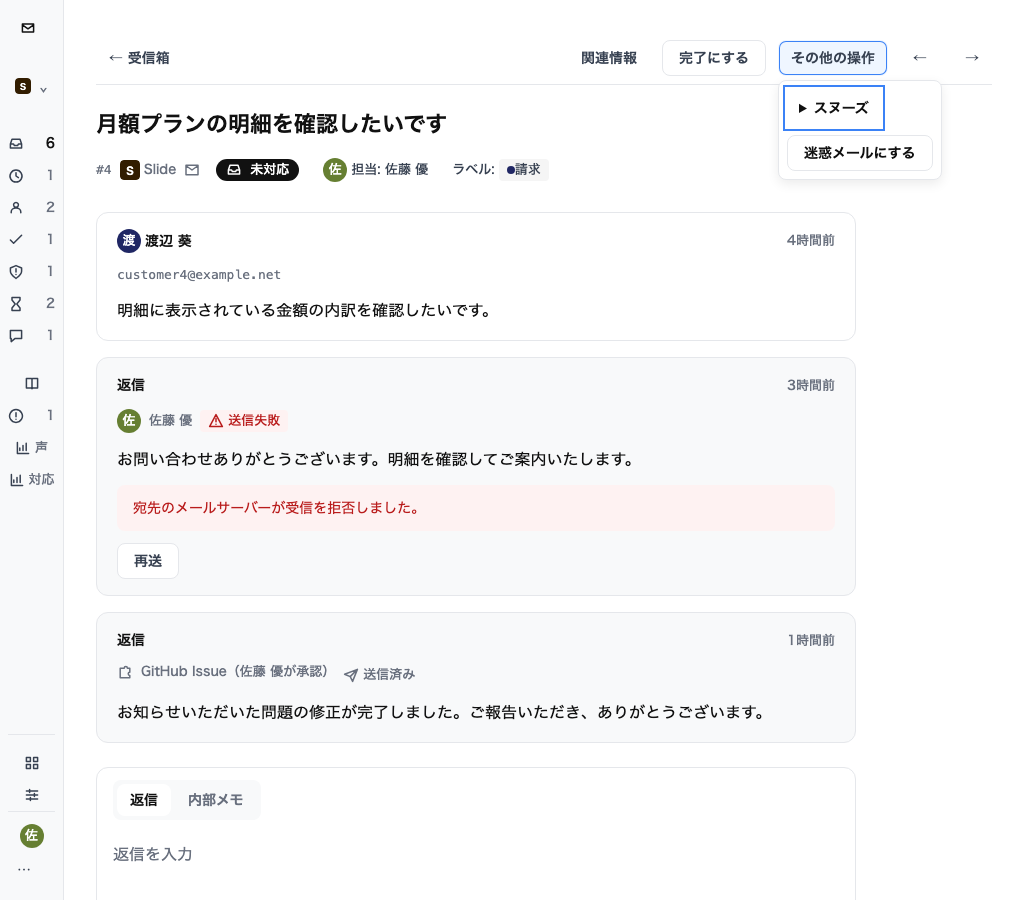 ← 受信箱
関連情報
完了にする
その他の操作
← →
▶ スヌーズ
迷惑メールにする
S
6
1
2
1
1
2
1
1
声
対応
佐
…
月額プランの明細を確認したいです
#4 S Slide 未対応 佐 担当: 佐藤 優 ラベル: 請求
渡 渡辺 葵 4時間前
customer4@example.net
明細に表示されている金額の内訳を確認したいです。
返信 3時間前
佐 佐藤 優 送信失敗
お問い合わせありがとうございます。明細を確認してご案内いたします。
宛先のメールサーバーが受信を拒否しました。
再送
返信 1時間前
GitHub Issue（佐藤 優が承認） 送信済み
お知らせいただいた問題の修正が完了しました。ご報告いただき、ありがとうございます。
返信 内部メモ
返信を入力